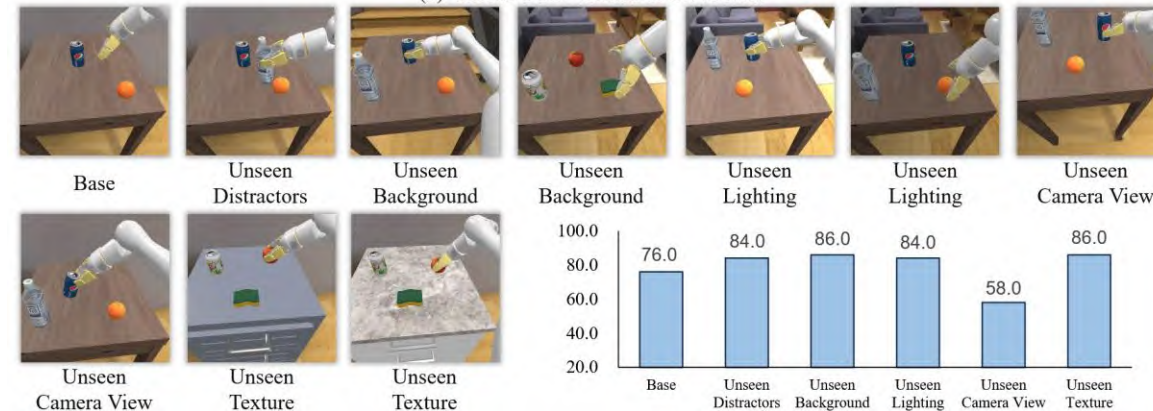 Base
Unseen
Distractors
Unseen
Background
Unseen
Background
Unseen
Lighting
Unseen
Lighting
Unseen
Camera View
Unseen
Camera View
Unseen
Texture
Unseen
Texture
100.0
80.0
60.0
40.0
20.0
76.0
84.0
86.0
84.0
58.0
86.0
Base
Unseen
Distractors
Unseen
Background
Unseen
Lighting
Unseen
Camera View
Unseen
Texture